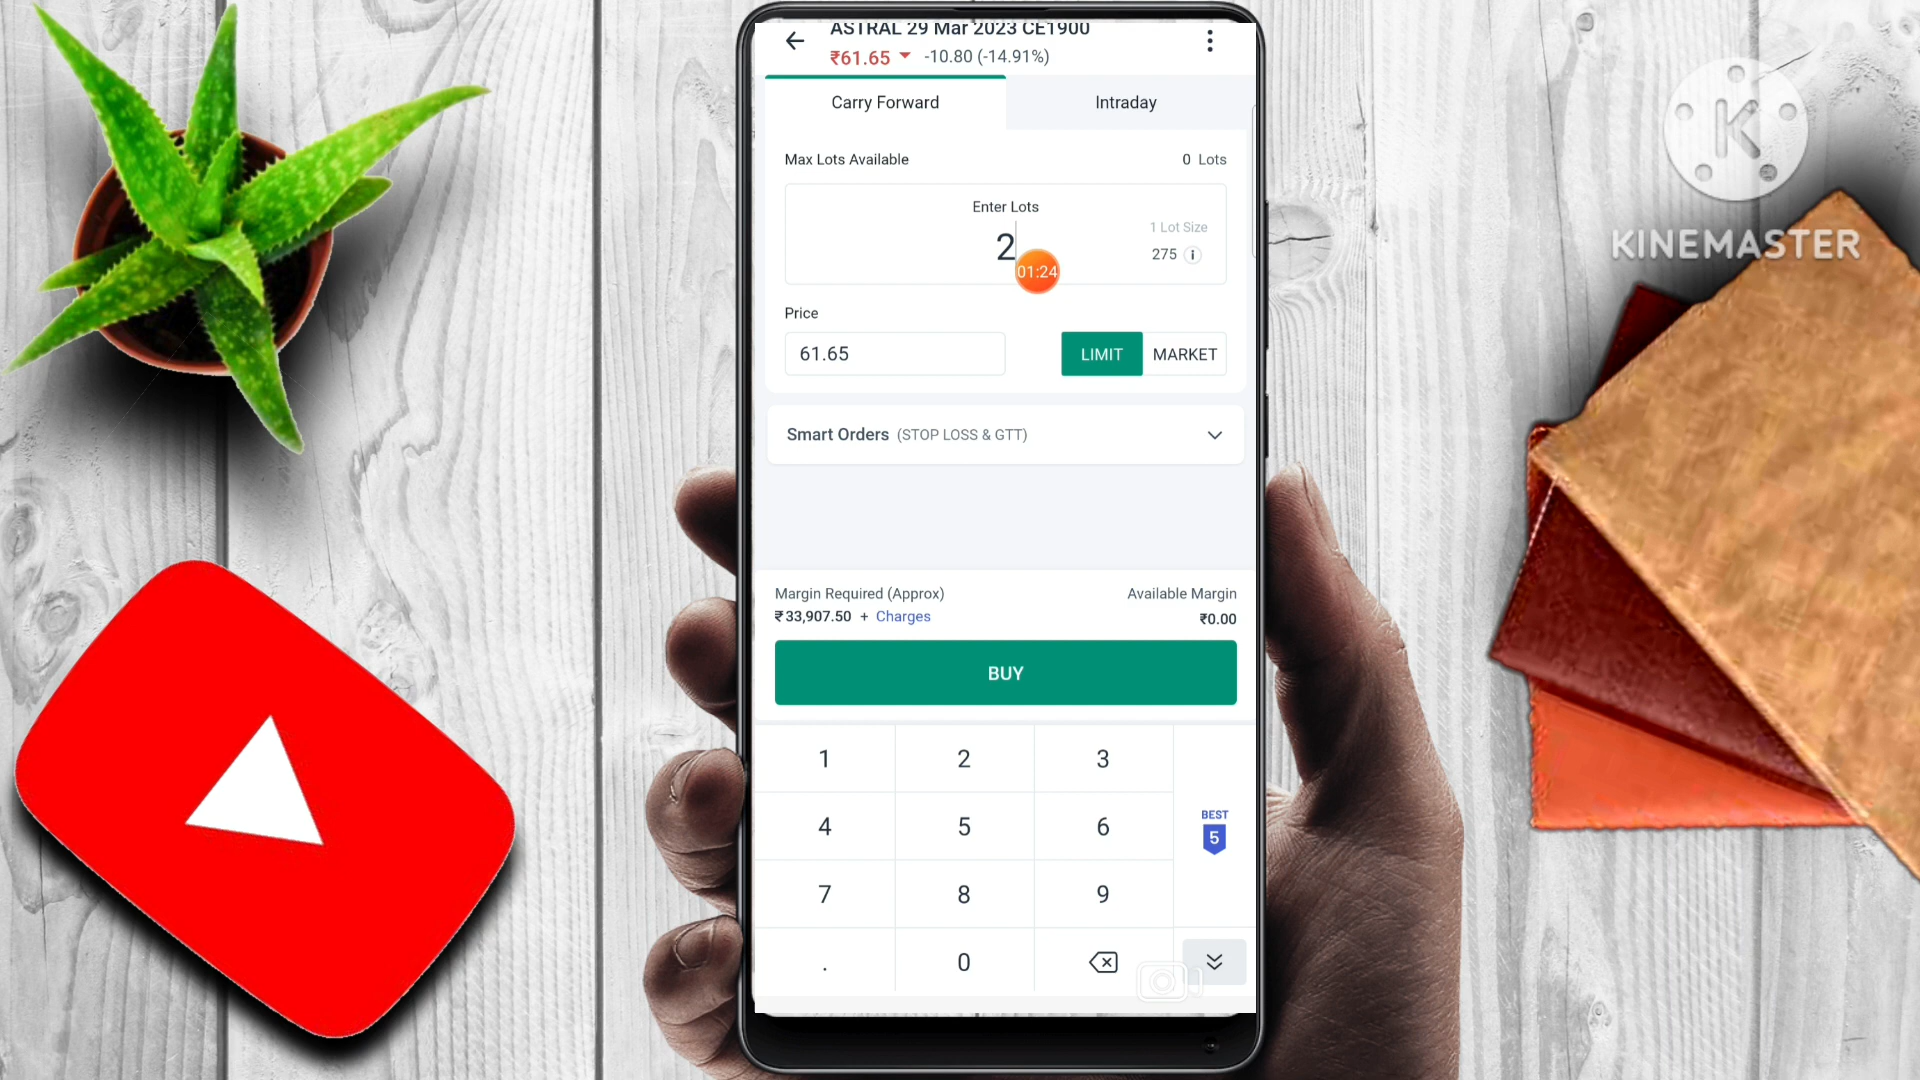 ASTRAL 29 Mar 2023 CE1900
₹61.65 -10.80 (-14.91%)
Carry Forward Intraday
Max Lots Available 0 Lots
Enter Lots
1 Lot Size
2
275 i
01:24
Price
61.65 LIMIT MARKET
Smart Orders (STOP LOSS & GTT)
Margin Required (Approx) Available Margin
₹33,907.50 + Charges ₹0.00
BUY
1 2 3
4 5 6
BEST
5
7 8 9
. 0
K
KINEMASTER